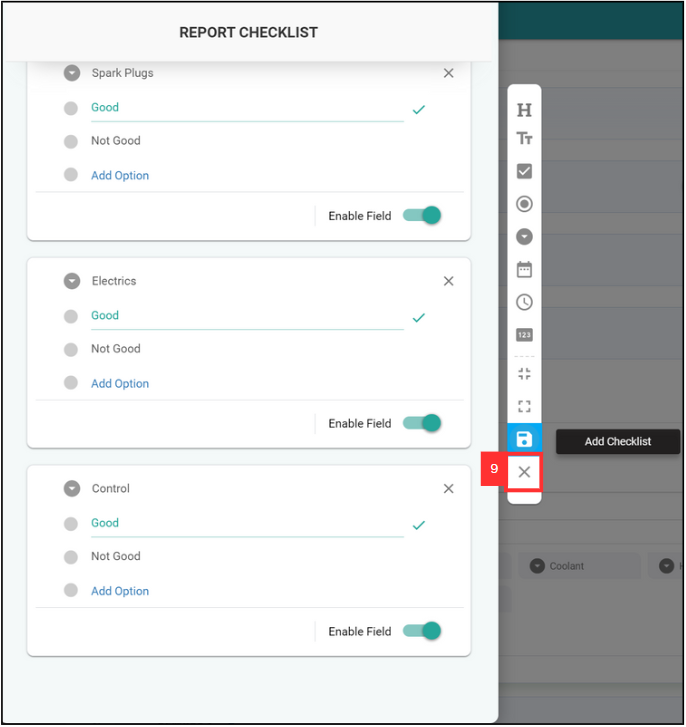 REPORT CHECKLIST
Spark Plugs
Good
Not Good
Add Option
Enable Field
Electrics
Good
Not Good
Add Option
Enable Field
Control
Good
Not Good
Add Option
Enable Field
H
TT
123
Add Checklist
9
Coolant